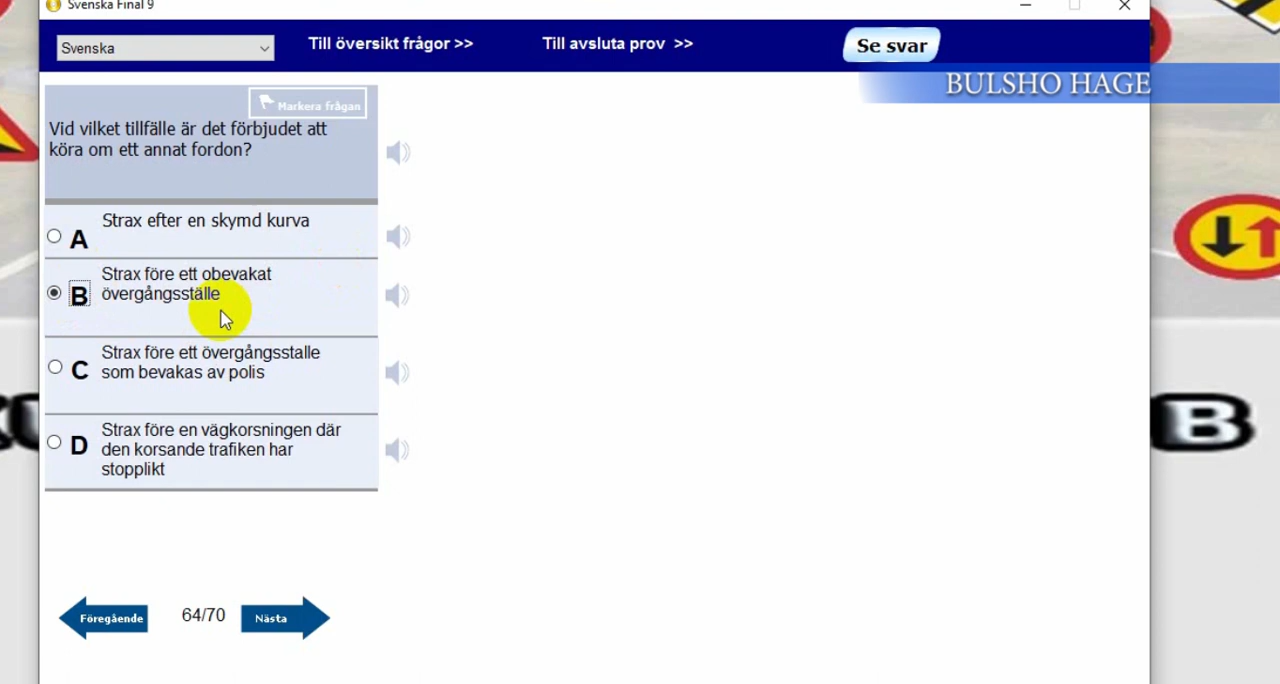 Svenska Final 9
Svenska
Till översikt frågor >>
Till avsluta prov >>
Se svar
BULSHO HAGE
Markera frågan
Vid vilket tillfälle är det förbjudet att
köra om ett annat fordon?
A
Strax efter en skymd kurva
B
Strax före ett obevakat
övergångsställe
C
Strax före ett övergångsstalle
som bevakas av polis
D
Strax före en vägkorsningen där
den korsande trafiken har
stopplikt
B
Föregående
64/70
Nästa